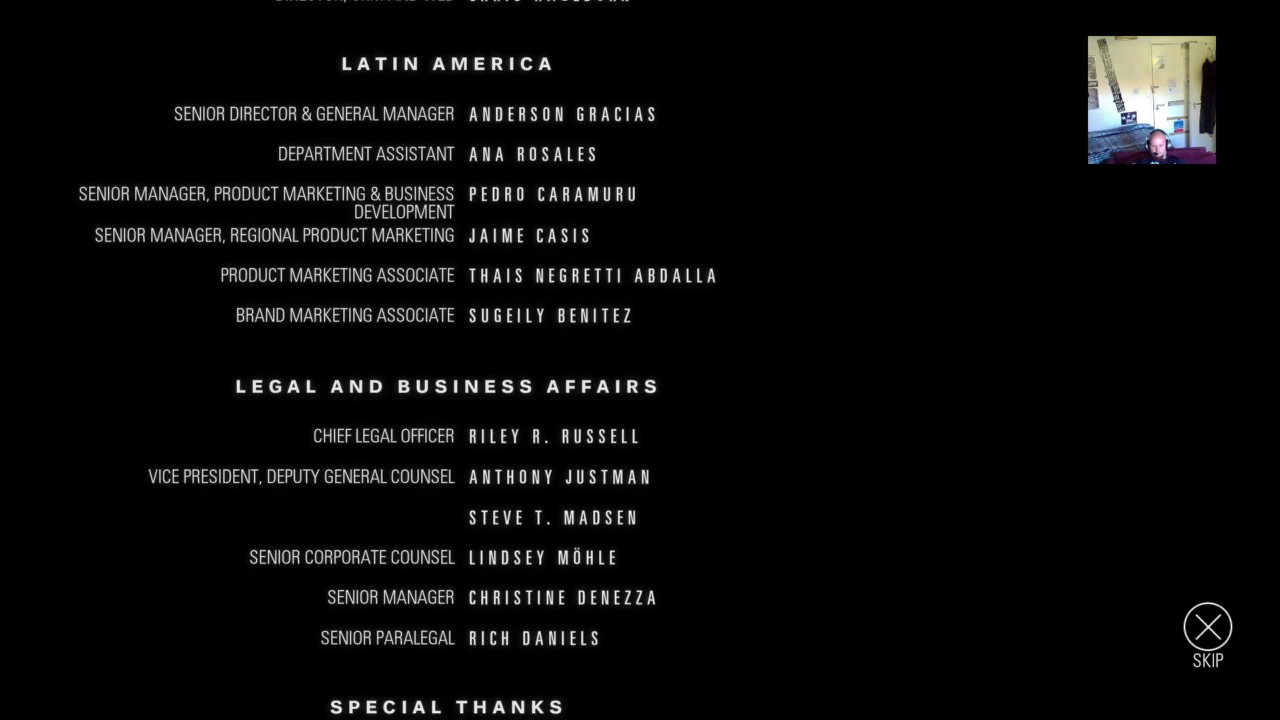 LATIN AMERICA
SENIOR DIRECTOR & GENERAL MANAGER ANDERSON GRACIAS
DEPARTMENT ASSISTANT ANA ROSALES
SENIOR MANAGER, PRODUCT MARKETING & BUSINESS PEDRO CARAMURU
DEVELOPMENT
SENIOR MANAGER, REGIONAL PRODUCT MARKETING JAIME CASIS
PRODUCT MARKETING ASSOCIATE THAIS NEGRETTI ABDALLA
BRAND MARKETING ASSOCIATE SUGEILY BENITEZ
LEGAL AND BUSINESS AFFAIRS
CHIEF LEGAL OFFICER RILEY R. RUSSELL
VICE PRESIDENT, DEPUTY GENERAL COUNSEL ANTHONY JUSTMAN
STEVE T. MADSEN
SENIOR CORPORATE COUNSEL LINDSEY MÖHLE
SENIOR MANAGER CHRISTINE DENEZZA
SENIOR PARALEGAL RICH DANIELS
SKIP
SPECIAL THANKS